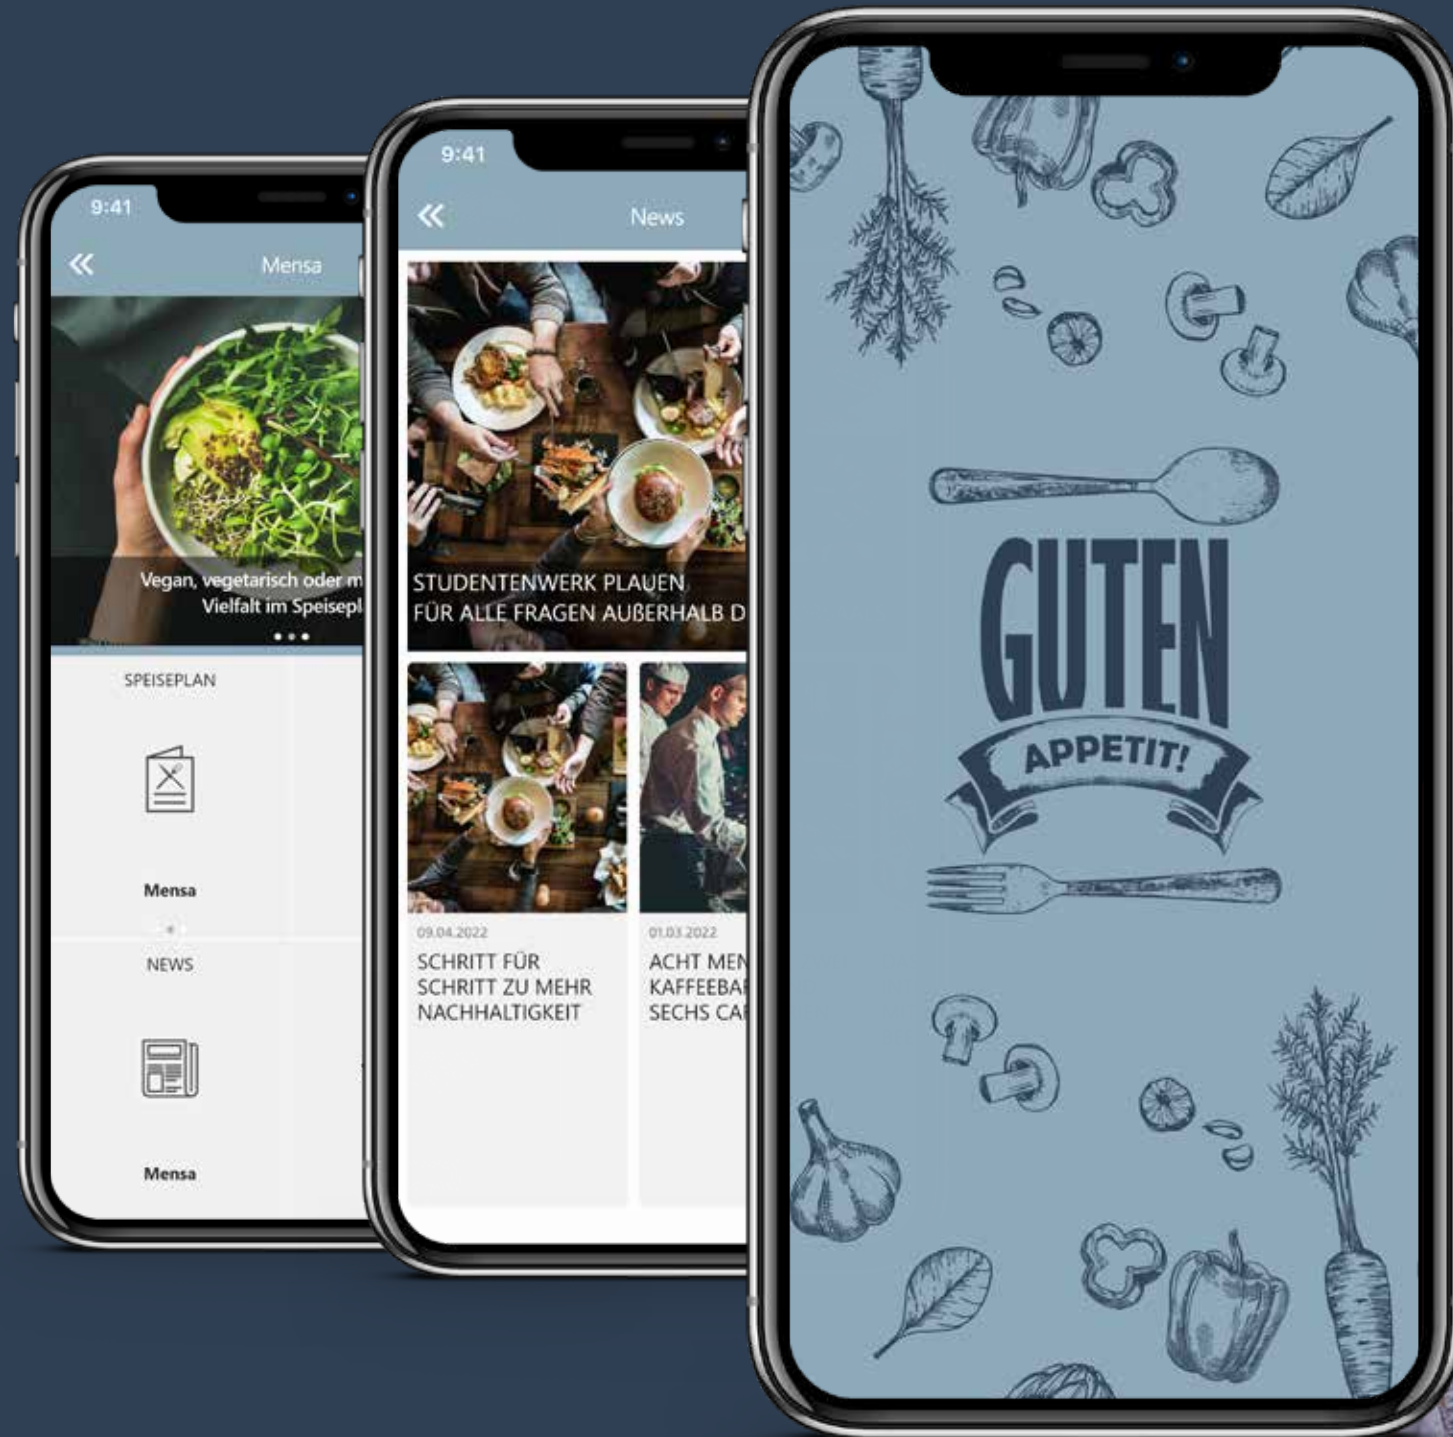 9:41
Mensa
Vegan, vegetarisch oder m
Vielfalt im Speisepl
SPEISEPLAN
Mensa
NEWS
Mensa
9:41
News
STUDENTENWERK PLAUEN
FÜR ALLE FRAGEN AUßERHALB D
09.04.2022
SCHRITT FÜR
SCHRITT ZU MEHR
NACHHALTIGKEIT
01.03.2022
ACHT MEN
KAFFEEBA
SECHS CA
GUTEN
APPETIT!